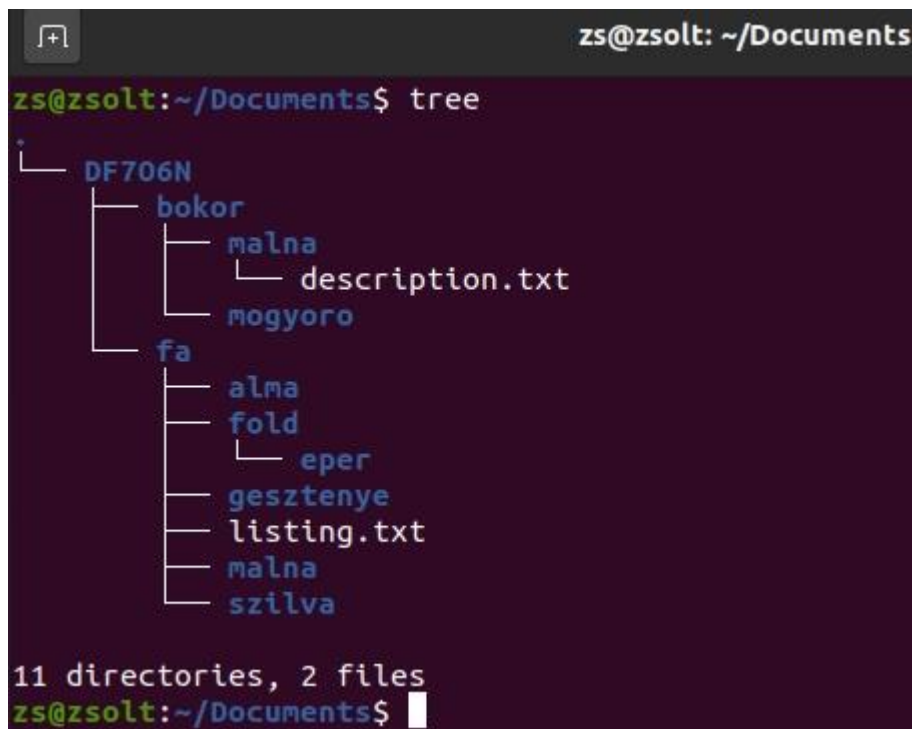 zs@zsolt: ~/Documents
zs@zsolt:~/Documents$ tree
.
└── DF7O6N
    ├── bokor
    │   ├── malna
    │   │   └── description.txt
    │   └── mogyoro
    └── fa
        ├── alma
        ├── fold
        │   └── eper
        ├── gesztenye
        ├── listing.txt
        ├── malna
        └── szilva
11 directories, 2 files
zs@zsolt:~/Documents$